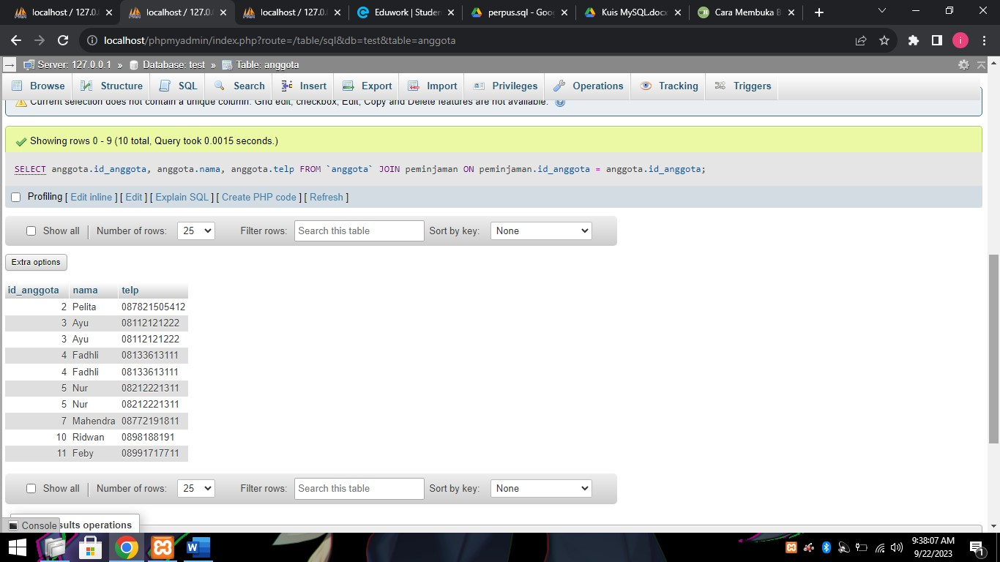 localhost / 127.0.
localhost / 127.0.
localhost / 127.0.
Eduwork | Studen
perpus.sql - Goog
Kuis MySQL.docx
Cara Membuka B
localhost/phpmyadmin/index.php?route=/table/sql&db=test&table=anggota
i
Server: 127.0.0.1 » Database: test » Table: anggota
Browse Structure SQL Search Insert Export Import Privileges Operations Tracking Triggers
Current selection does not contain a unique column. Grid edit, checkbox, Edit, Copy and Delete features are not available.
Showing rows 0 - 9 (10 total, Query took 0.0015 seconds.)
SELECT anggota.id_anggota, anggota.nama, anggota.telp FROM `anggota` JOIN peminjaman ON peminjaman.id_anggota = anggota.id_anggota;
Profiling [ Edit inline ] [ Edit ] [ Explain SQL ] [ Create PHP code ] [ Refresh ]
Show all | Number of rows: 25 Filter rows: Search this table Sort by key: None
Extra options
id_anggota nama telp
2 Pelita 087821505412
3 Ayu 08112121222
3 Ayu 08112121222
4 Fadhli 08133613111
4 Fadhli 08133613111
5 Nur 08212221311
5 Nur 08212221311
7 Mahendra 08772191811
10 Ridwan 0898188191
11 Feby 08991717711
Show all | Number of rows: 25 Filter rows: Search this table Sort by key: None
Console sults operations
9:38:07 AM
9/22/2023
1